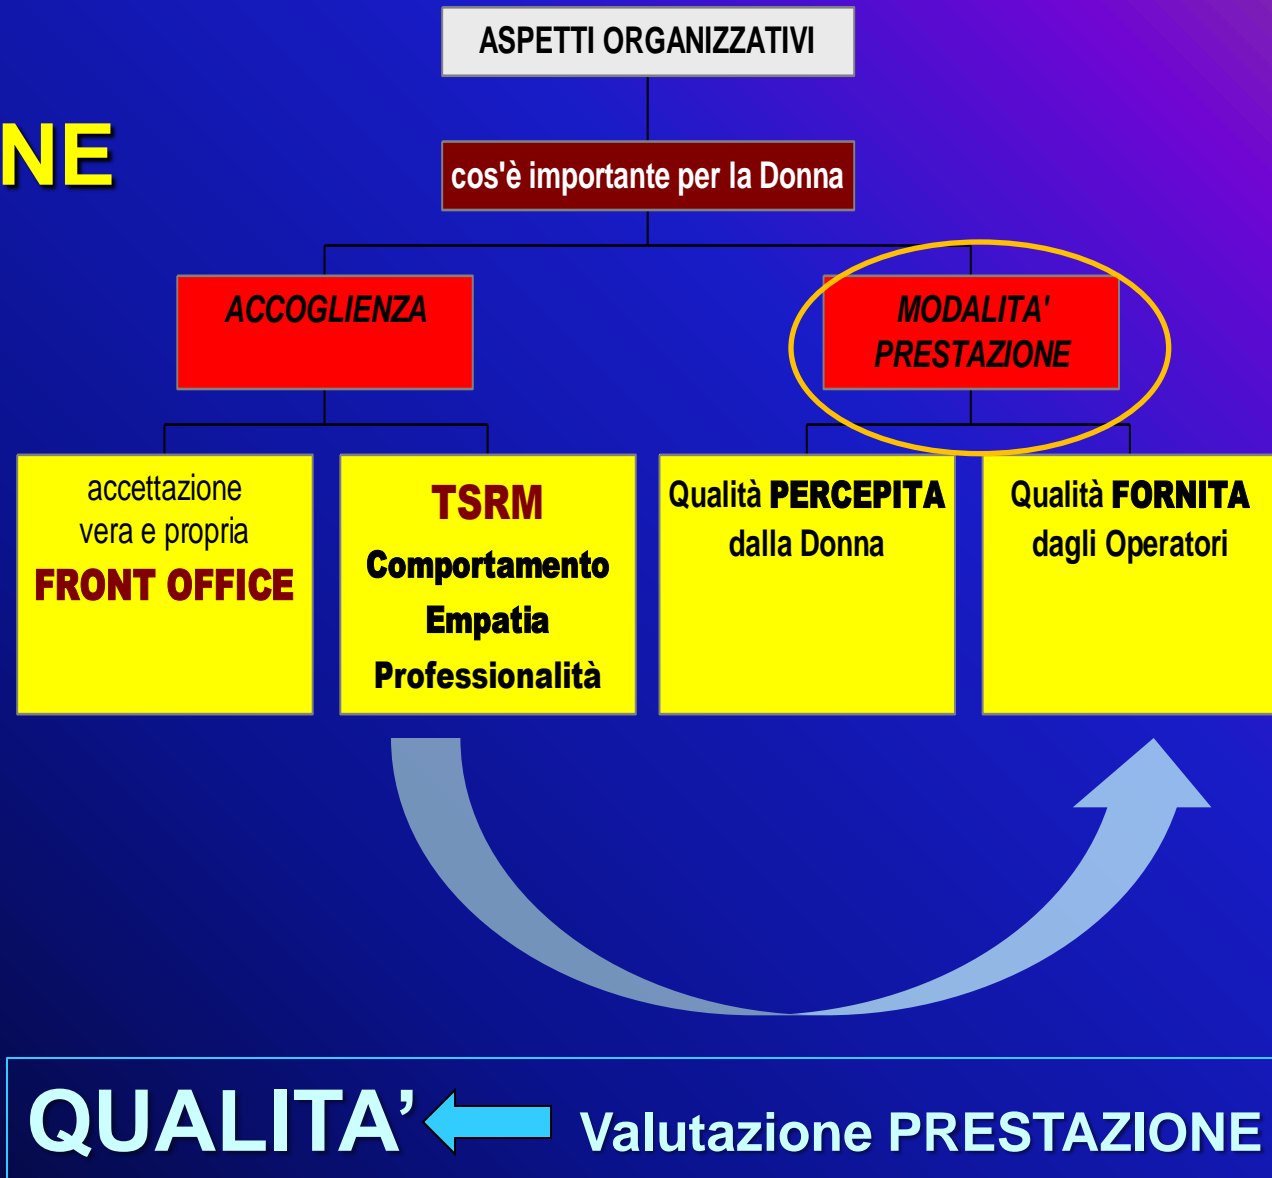 ASPETTI ORGANIZZATIVI
NE
cos'è importante per la Donna
ACCOGLIENZA
MODALITA'
PRESTAZIONE
accettazione
vera e propria
FRONT OFFICE
TSRM
Comportamento
Empatia
Professionalità
Qualità PERCEPITA
dalla Donna
Qualità FORNITA
dagli Operatori
QUALITA’ Valutazione PRESTAZIONE